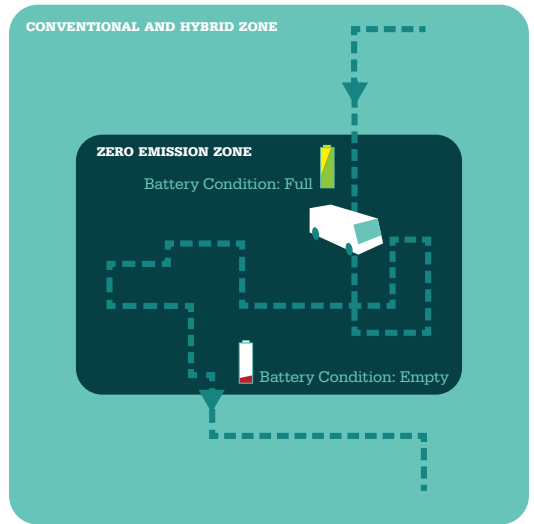 CONVENTIONAL AND HYBRID ZONE
ZERO EMISSION ZONE
Battery Condition: Full
Battery Condition: Empty